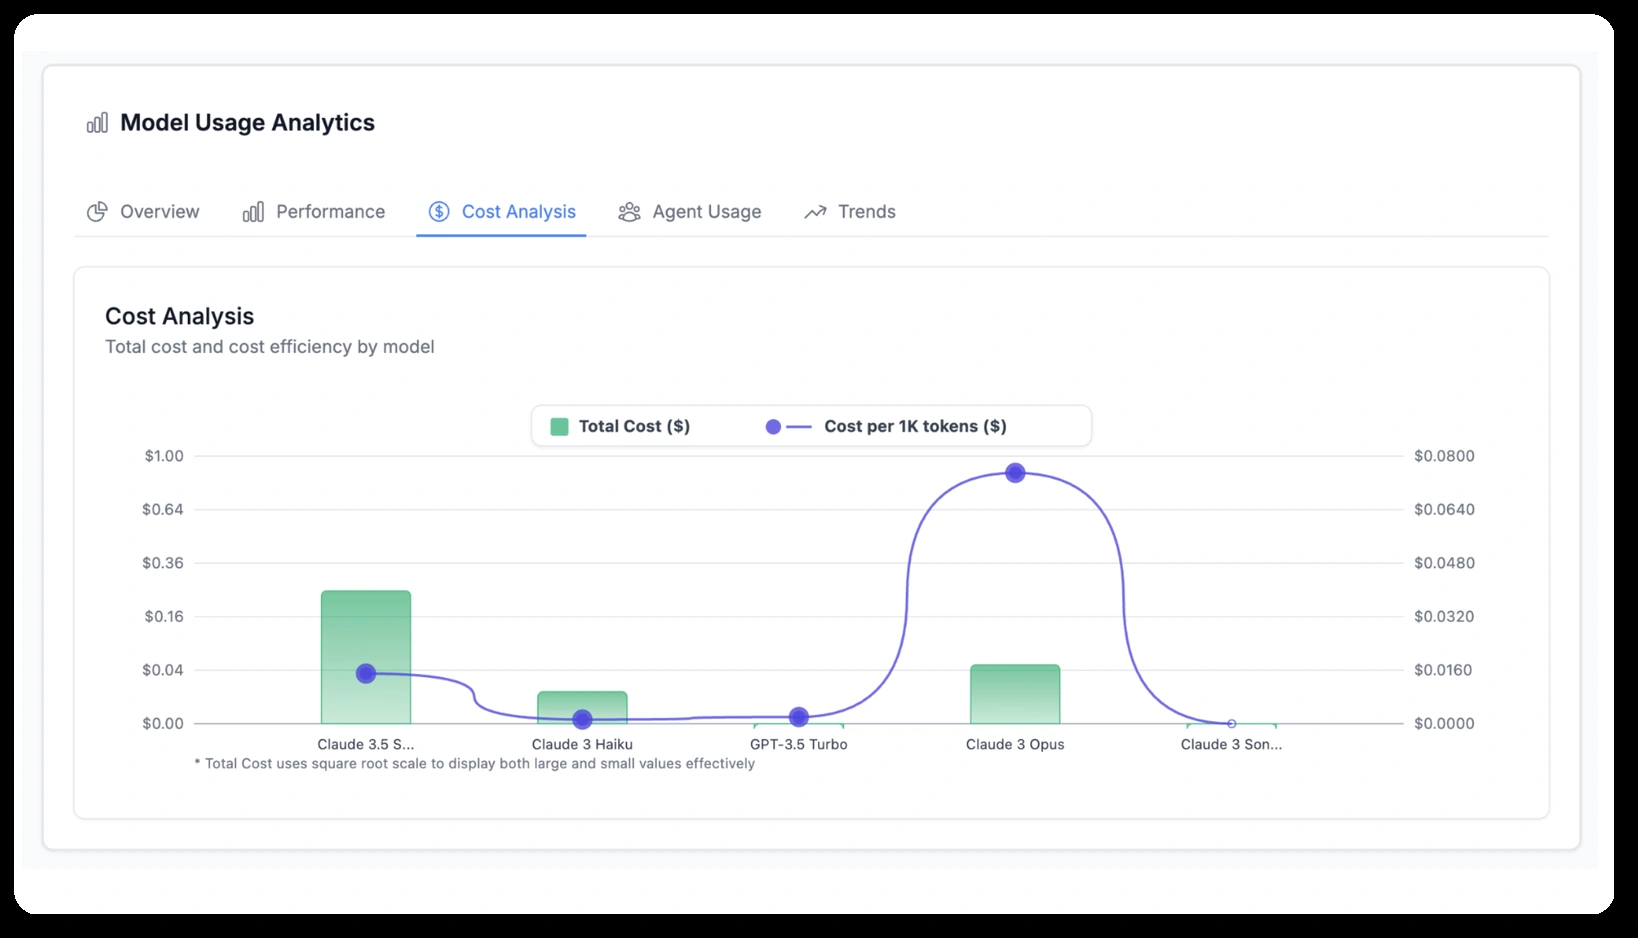 Model Usage Analytics
Overview Performance Cost Analysis Agent Usage Trends
Cost Analysis
Total cost and cost efficiency by model
Total Cost ($) Cost per 1K tokens ($)
$1.00 $0.0800
$0.64 $0.0640
$0.36 $0.0480
$0.16 $0.0320
$0.04 $0.0160
$0.00 $0.0000
Claude 3.5 S... Claude 3 Haiku GPT-3.5 Turbo Claude 3 Opus Claude 3 Son...
* Total Cost uses square root scale to display both large and small values effectively